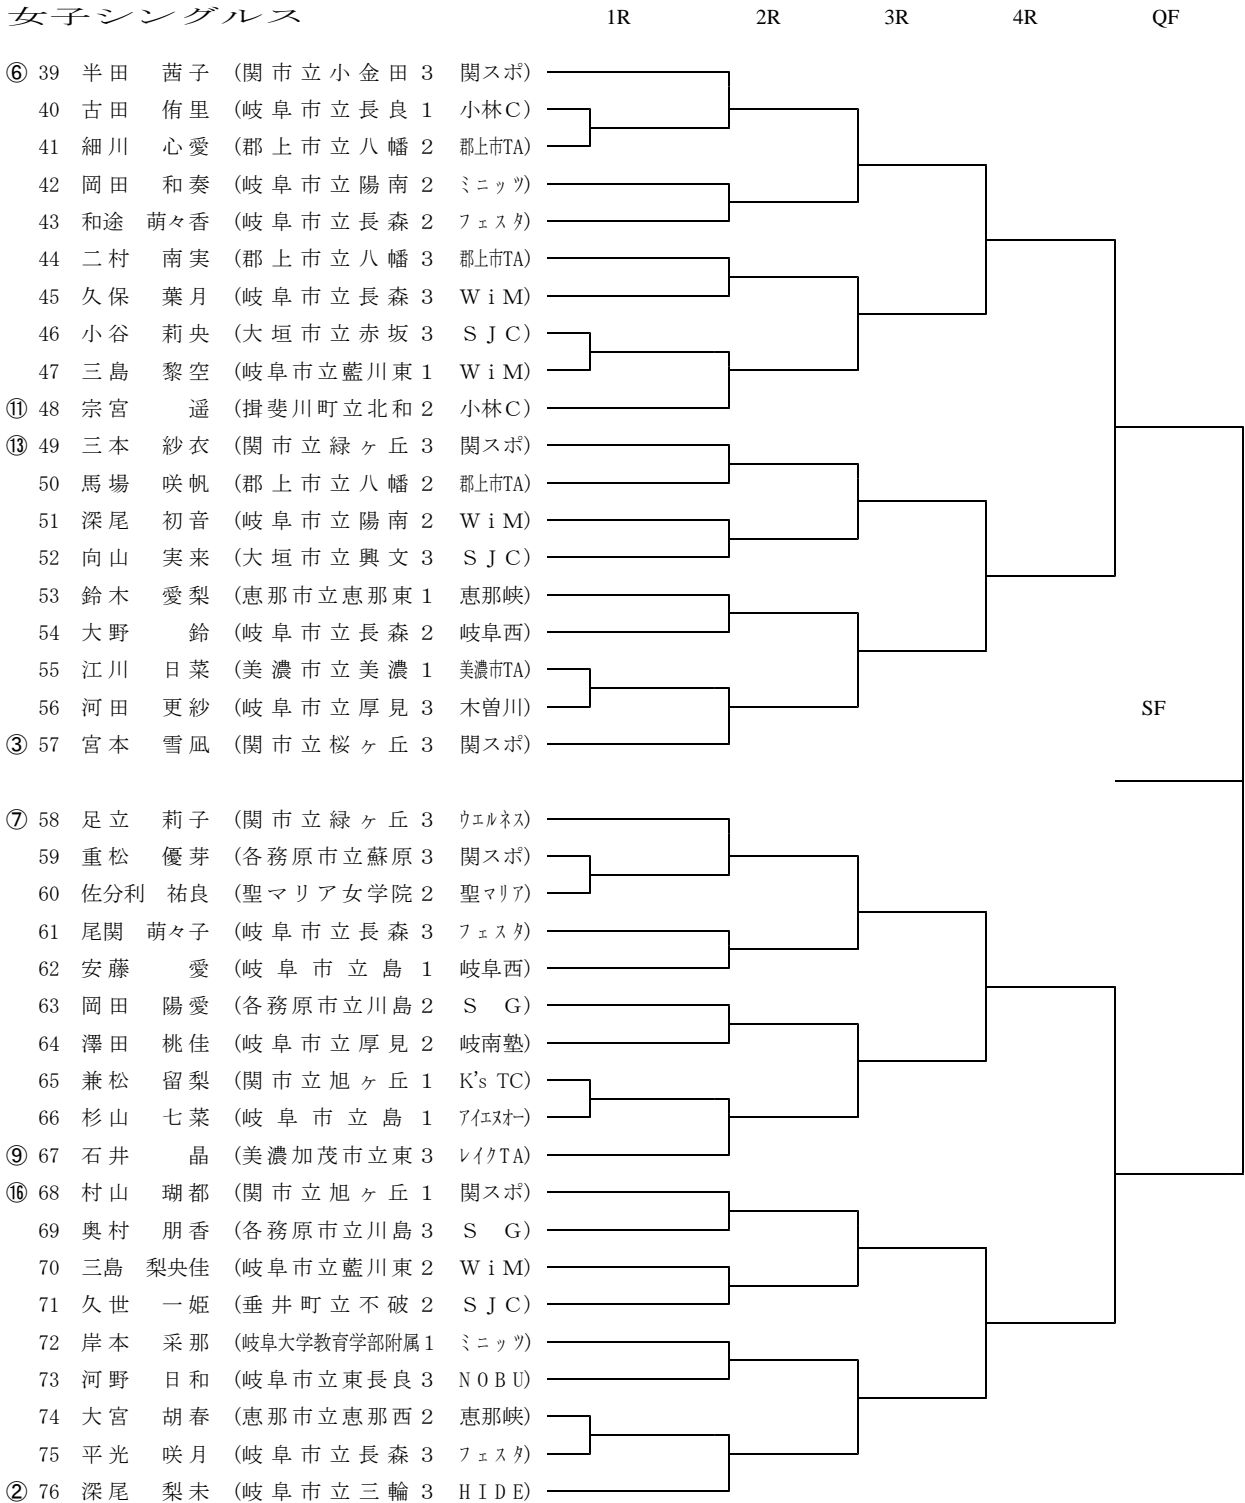 女子シングルス 1R 2R 3R 4R QF
⑥ 39 半田 茜子 (関市立小金田 3 関スポ)
40 古田 侑里 (岐阜市立長良 1 小林C)
41 細川 心愛 (郡上市立八幡 2 郡上市TA)
42 岡田 和奏 (岐阜市立陽南 2 ミニッツ)
43 和途 萌々香 (岐阜市立長森 2 フェスタ)
44 二村 南実 (郡上市立八幡 3 郡上市TA)
45 久保 葉月 (岐阜市立長森 3 WiM)
46 小谷 莉央 (大垣市立赤坂 3 SJC)
47 三島 黎空 (岐阜市立藍川東 1 WiM)
⑪ 48 宗宮 遥 (揖斐川町立北和 2 小林C)
⑬ 49 三本 紗衣 (関市立緑ヶ丘 3 関スポ)
50 馬場 咲帆 (郡上市立八幡 2 郡上市TA)
51 深尾 初音 (岐阜市立陽南 2 WiM)
52 向山 実来 (大垣市立興文 3 SJC)
53 鈴木 愛梨 (恵那市立恵那東 1 恵那峡)
54 大野 鈴 (岐阜市立長森 2 岐阜西)
55 江川 日菜 (美濃市立美濃 1 美濃市TA)
56 河田 更紗 (岐阜市立厚見 3 木曽川)
SF
③ 57 宮本 雪凪 (関市立桜ヶ丘 3 関スポ)
⑦ 58 足立 莉子 (関市立緑ヶ丘 3 ウエルネス)
59 重松 優芽 (各務原市立蘇原 3 関スポ)
60 佐分利 祐良 (聖マリア女学院 2 聖マリア)
61 尾関 萌々子 (岐阜市立長森 3 フェスタ)
62 安藤 愛 (岐阜市立島 1 岐阜西)
63 岡田 陽愛 (各務原市立川島 2 S G)
64 澤田 桃佳 (岐阜市立厚見 2 岐南塾)
65 兼松 留梨 (関市立旭ヶ丘 1 K's TC)
66 杉山 七菜 (岐阜市立島 1 アイエヌオー)
⑨ 67 石井 晶 (美濃加茂市立東 3 レイクTA)
⑯ 68 村山 瑚都 (関市立旭ヶ丘 1 関スポ)
69 奥村 朋香 (各務原市立川島 3 S G)
70 三島 梨央佳 (岐阜市立藍川東 2 WiM)
71 久世 一姫 (垂井町立不破 2 SJC)
72 岸本 采那 (岐阜大学教育学部附属 1 ミニッツ)
73 河野 日和 (岐阜市立東長良 3 NOBU)
74 大宮 胡春 (恵那市立恵那西 2 恵那峡)
75 平光 咲月 (岐阜市立長森 3 フェスタ)
② 76 深尾 梨未 (岐阜市立三輪 3 HIDE)